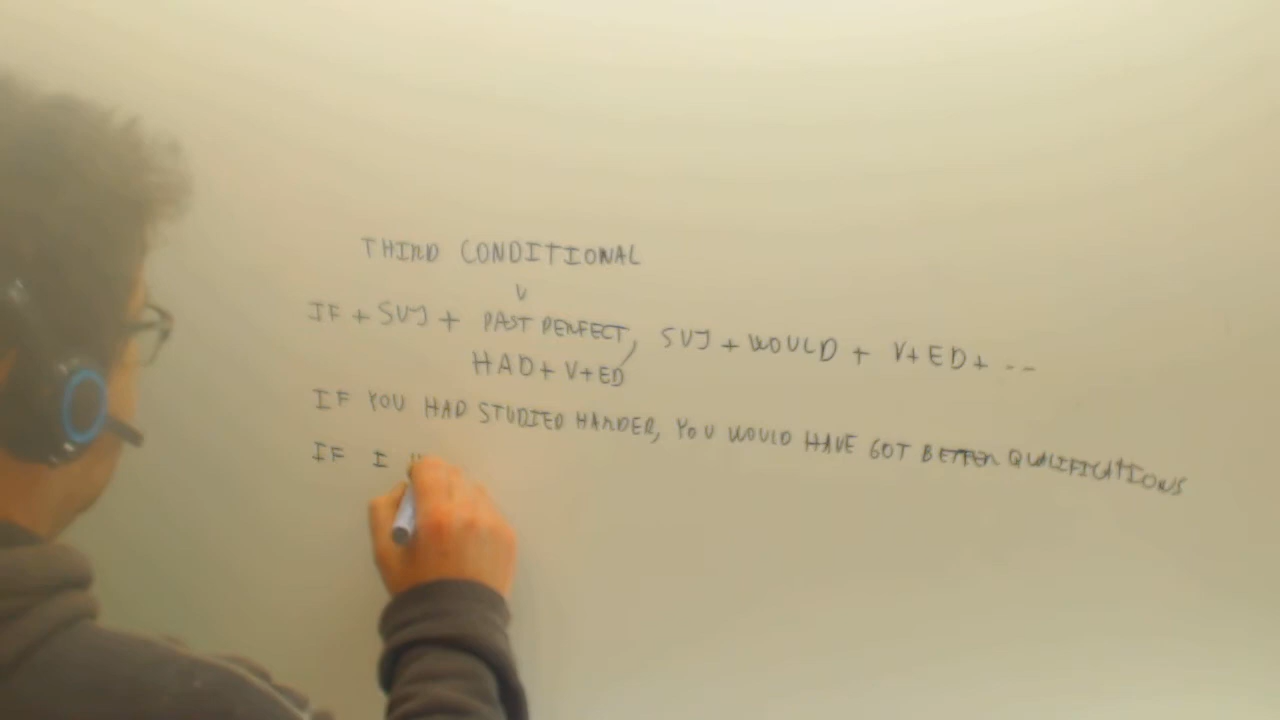 THIRD CONDITIONAL
V
IF + SUJ + PAST PERFECT, SUJ + WOULD + V+ED+ ...
HAD+ V+ED
IF YOU HAD STUDIED HARDER, YOU WOULD HAVE GOT BETTER QUALIFICATIONS
IF I